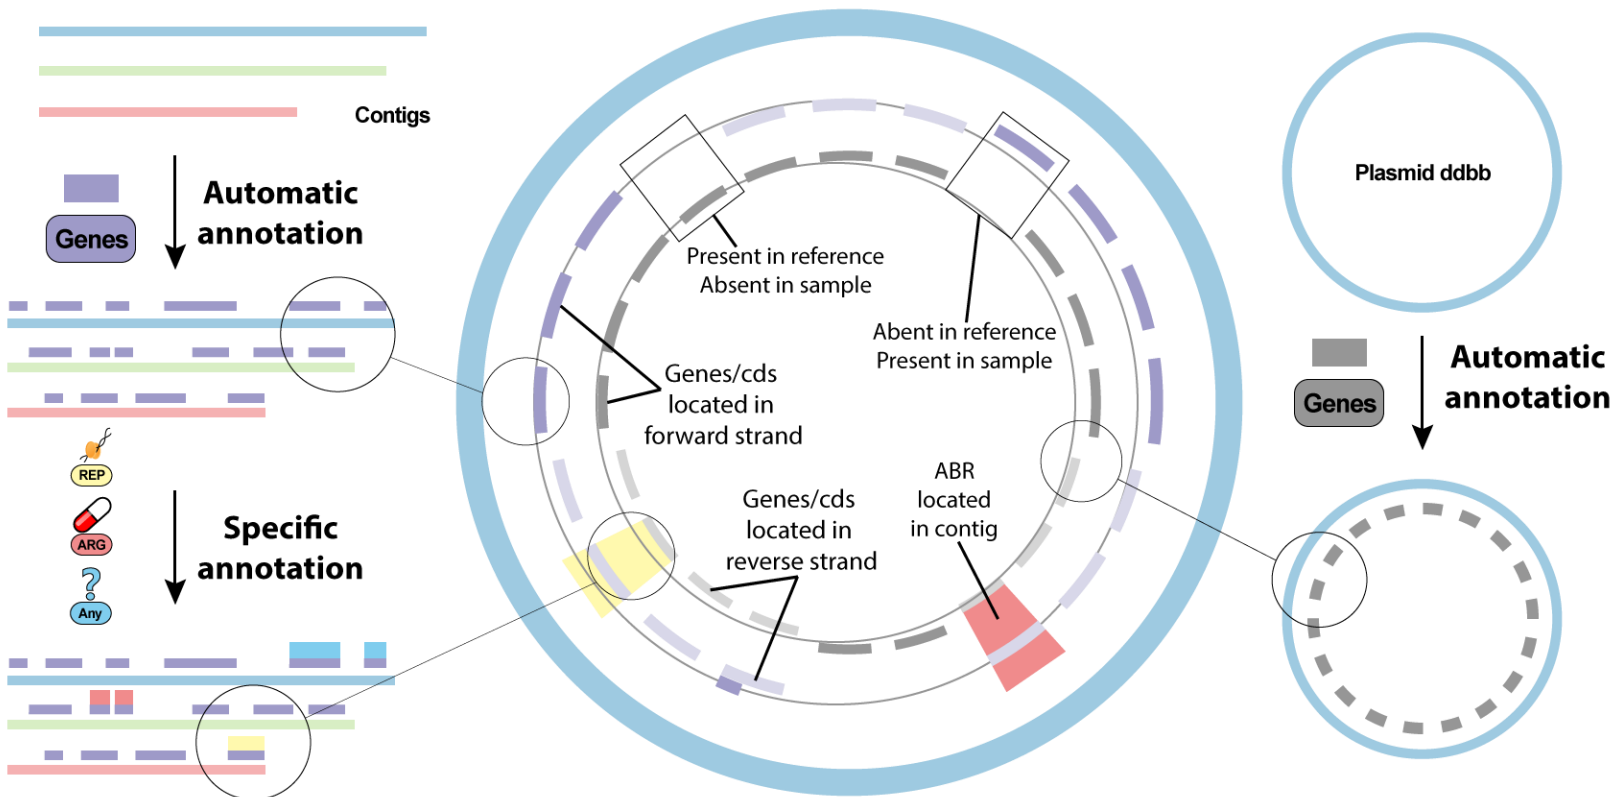 Contigs
Automatic
annotation
Genes
REP
ARG
Any
Specific
annotation
Present in reference
Absent in sample
Abent in reference
Present in sample
Genes/cds
located in
forward strand
Genes/cds
located in
reverse strand
ABR
located
in contig
Plasmid ddbb
Automatic
annotation
Genes